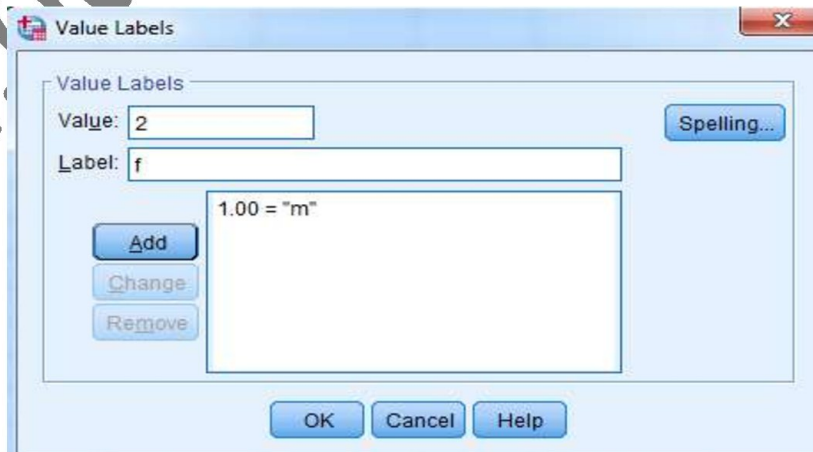 Value Labels
Value Labels
Value: 2
Spelling...
Label: f
1.00 = "m"
Add
Change
Remove
OK Cancel Help